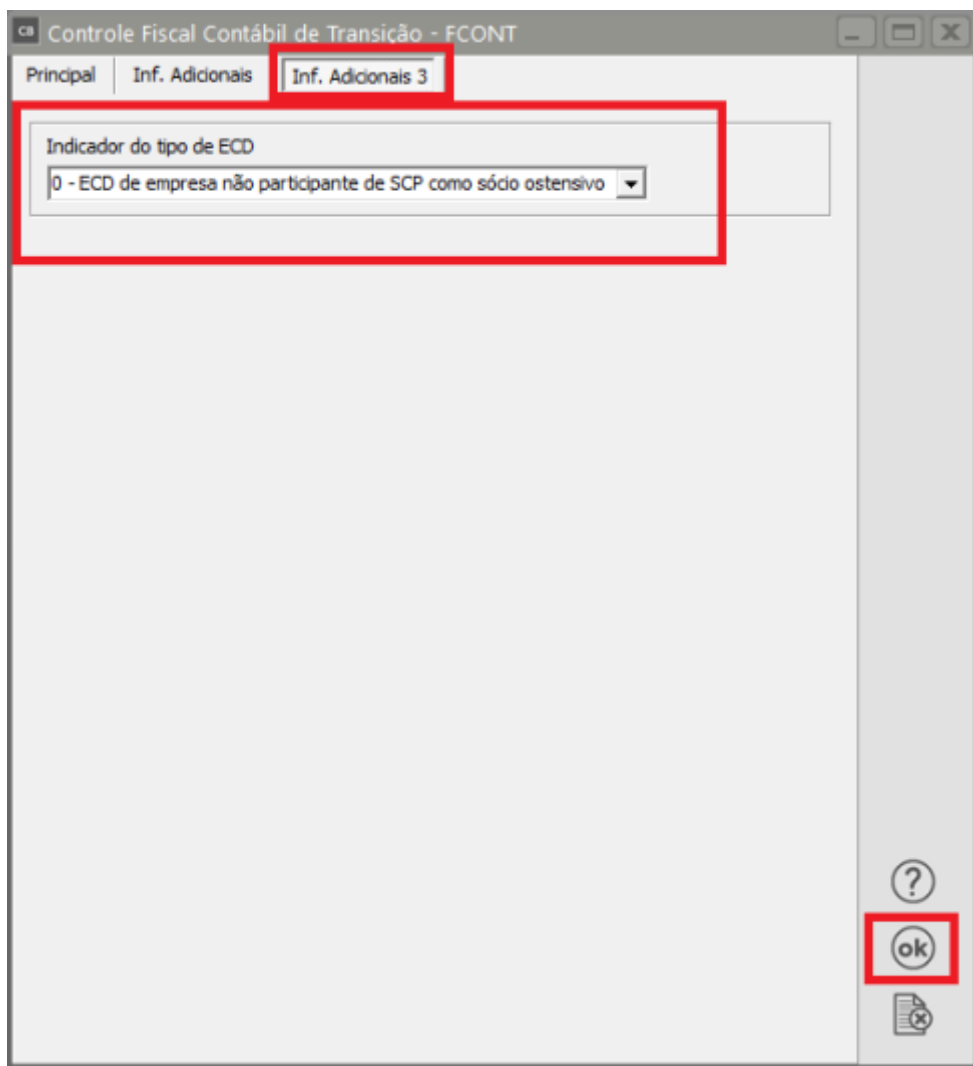 CB Controle Fiscal Contábil de Transição - FCONT
Principal Inf. Adicionais Inf. Adicionais 3
Indicador do tipo de ECD
0 - ECD de empresa não participante de SCP como sócio ostensivo
?
ok